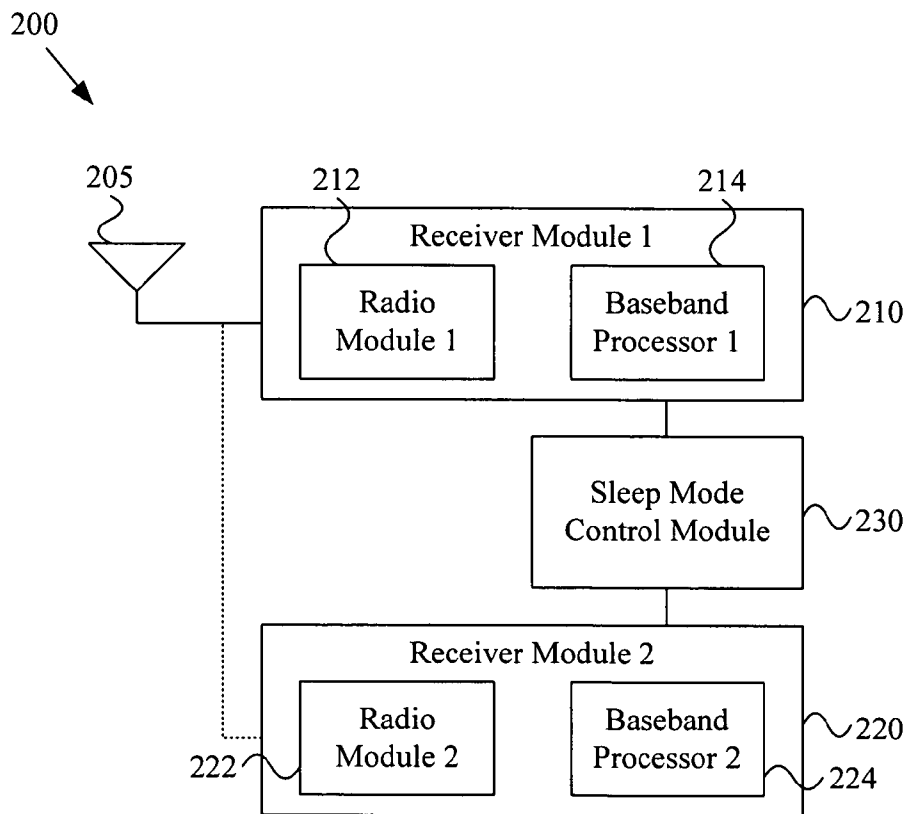 200
205
212
214
Receiver Module 1
Radio
Module 1
Baseband
Processor 1
210
Sleep Mode
Control Module
230
Receiver Module 2
Radio
Module 2
Baseband
Processor 2
220
222
224